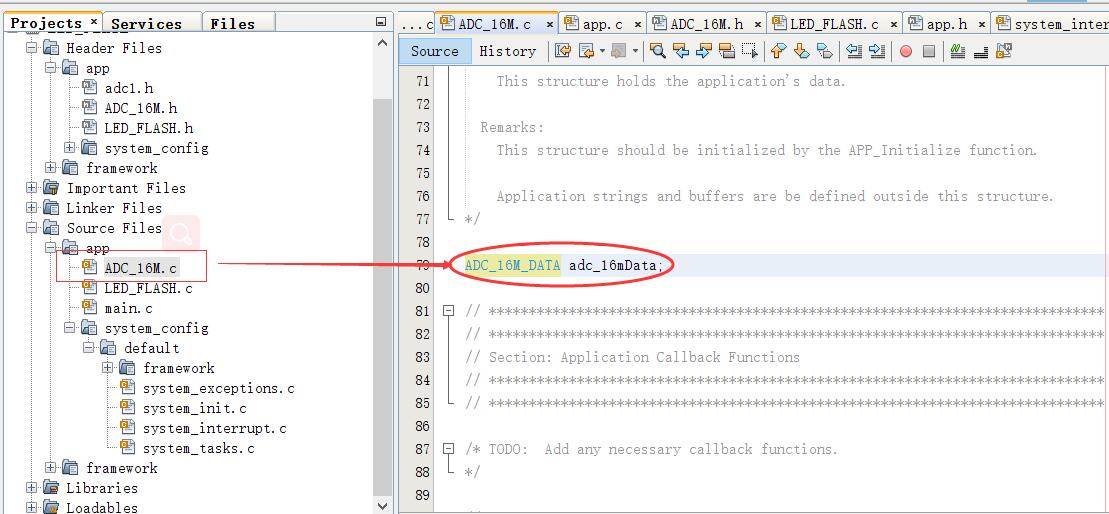 Projects × Services Files
Header Files
app
adc1.h
ADC_16M.h
LED_FLASH.h
system_config
framework
Important Files
Linker Files
Source Files
app
ADC_16M.c
LED_FLASH.c
main.c
system_config
default
framework
system_exceptions.c
system_init.c
system_interrupt.c
system_tasks.c
framework
Libraries
Loadables
...c ADC_16M.c × app.c × ADC_16M.h × LED_FLASH.c × app.h × system_inter
Source History
71 This structure holds the application's data.
72
73 Remarks:
74 This structure should be initialized by the APP_Initialize function.
75
76 Application strings and buffers are defined outside this structure.
77 */
78
79 ADC_16M_DATA adc_16mData;
80
81 // *****************************************************************************
82 // *****************************************************************************
83 // Section: Application Callback Functions
84 // *****************************************************************************
85 // *****************************************************************************
86
87 /* TODO:  Add any necessary callback functions.
88 */
89